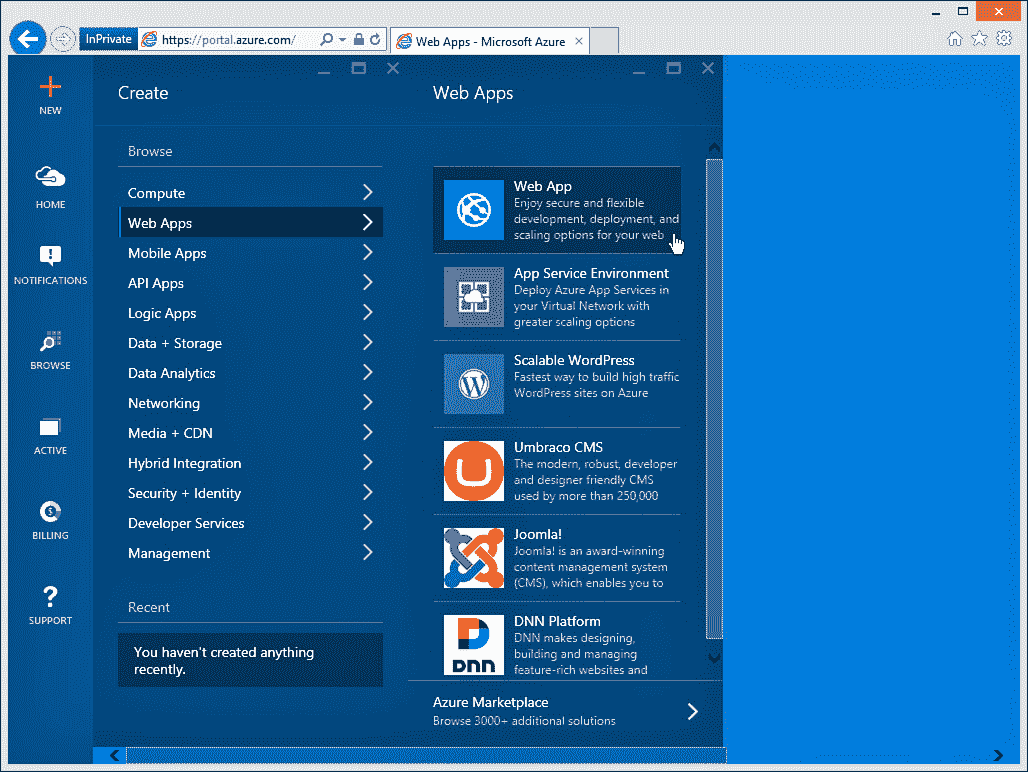 InPrivate
https://portal.azure.com/
Web Apps - Microsoft Azure
NEW
HOME
NOTIFICATIONS
BROWSE
ACTIVE
BILLING
SUPPORT
Create
Browse
Compute
Web Apps
Mobile Apps
API Apps
Logic Apps
Data + Storage
Data Analytics
Networking
Media + CDN
Hybrid Integration
Security + Identity
Developer Services
Management
Recent
You haven't created anything
recently.
Web Apps
Web App
Enjoy secure and flexible
development, deployment, and
scaling options for your web
App Service Environment
Deploy Azure App Services in
your Virtual Network with
greater scaling options
Scalable WordPress
Fastest way to build high traffic
WordPress sites on Azure
Umbraco CMS
The modern, robust, developer
and designer friendly CMS
used by more than 250,000
Joomla!
Joomla! is an award-winning
content management system
(CMS), which enables you to
DNN
DNN Platform
DNN makes designing,
building and managing
feature-rich websites and
Azure Marketplace
Browse 3000+ additional solutions